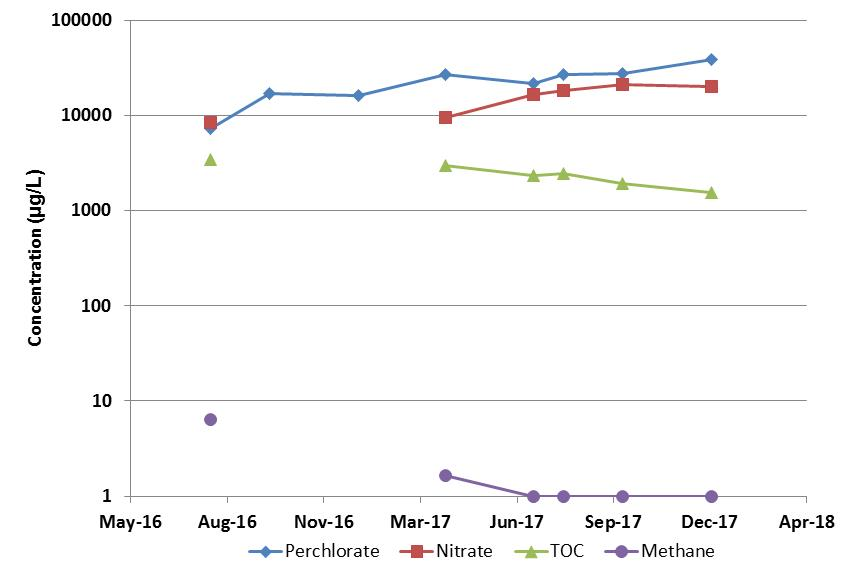 100000
10000
1000
100
10
1
Concentration (µg/L)
May-16 Aug-16 Nov-16 Mar-17 Jun-17 Sep-17 Dec-17 Apr-18
Perchlorate Nitrate TOC Methane